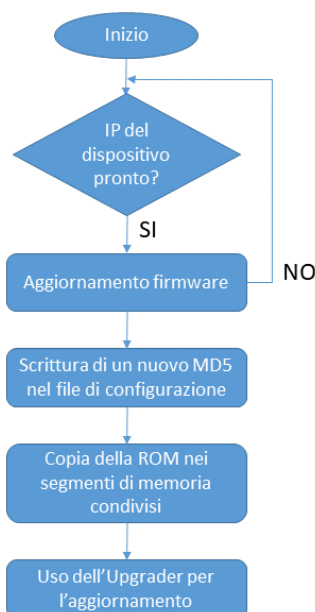 Inizio
IP del
dispositivo
pronto?
SI
Aggiornamento firmware
NO
Scrittura di un nuovo MD5
nel file di configurazione
Copia della ROM nei
segmenti di memoria
condivisi
Uso dell'Upgrader per
l'aggiornamento